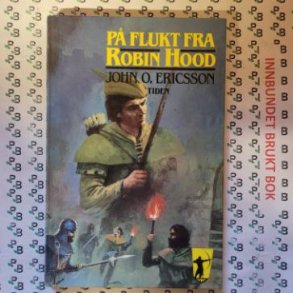 PÅ FLUKT FRA
ROBIN HOOD
JOHN O. ERICSSON
TIDEN
INNBUNDET BRUKT BOK